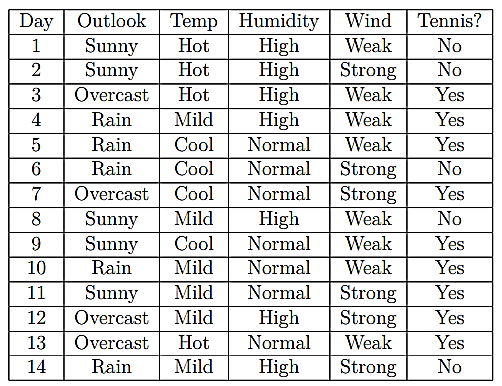 Day Outlook Temp Humidity Wind Tennis?
1 Sunny Hot High Weak No
2 Sunny Hot High Strong No
3 Overcast Hot High Weak Yes
4 Rain Mild High Weak Yes
5 Rain Cool Normal Weak Yes
6 Rain Cool Normal Strong No
7 Overcast Cool Normal Strong Yes
8 Sunny Mild High Weak No
9 Sunny Cool Normal Weak Yes
10 Rain Mild Normal Weak Yes
11 Sunny Mild Normal Strong Yes
12 Overcast Mild High Strong Yes
13 Overcast Hot Normal Weak Yes
14 Rain Mild High Strong No